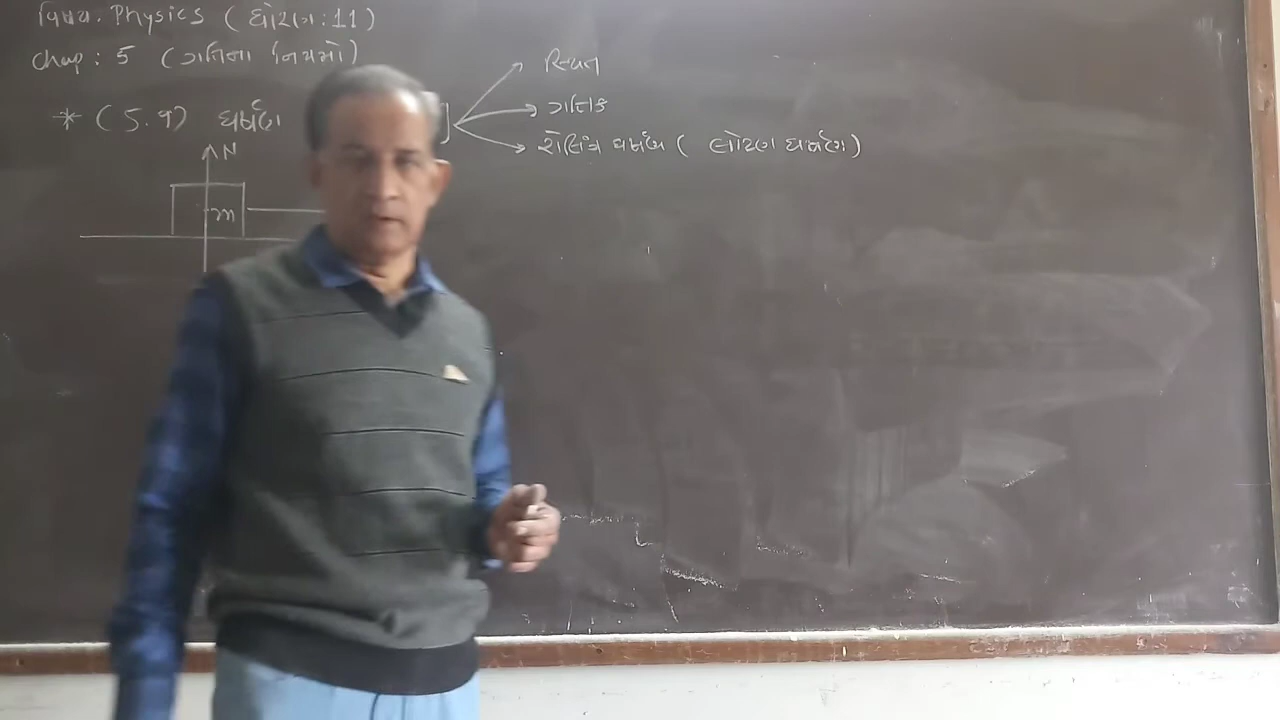 વિષય. Physics (ધોરણ:11)
Chap: 5 (ગતિના નિયમો)
* (5.9) ઘર્ષણ
સ્થિત
ગતિક
રોલિંગ ઘર્ષણ ( લોટણ ઘર્ષણ)
N
m